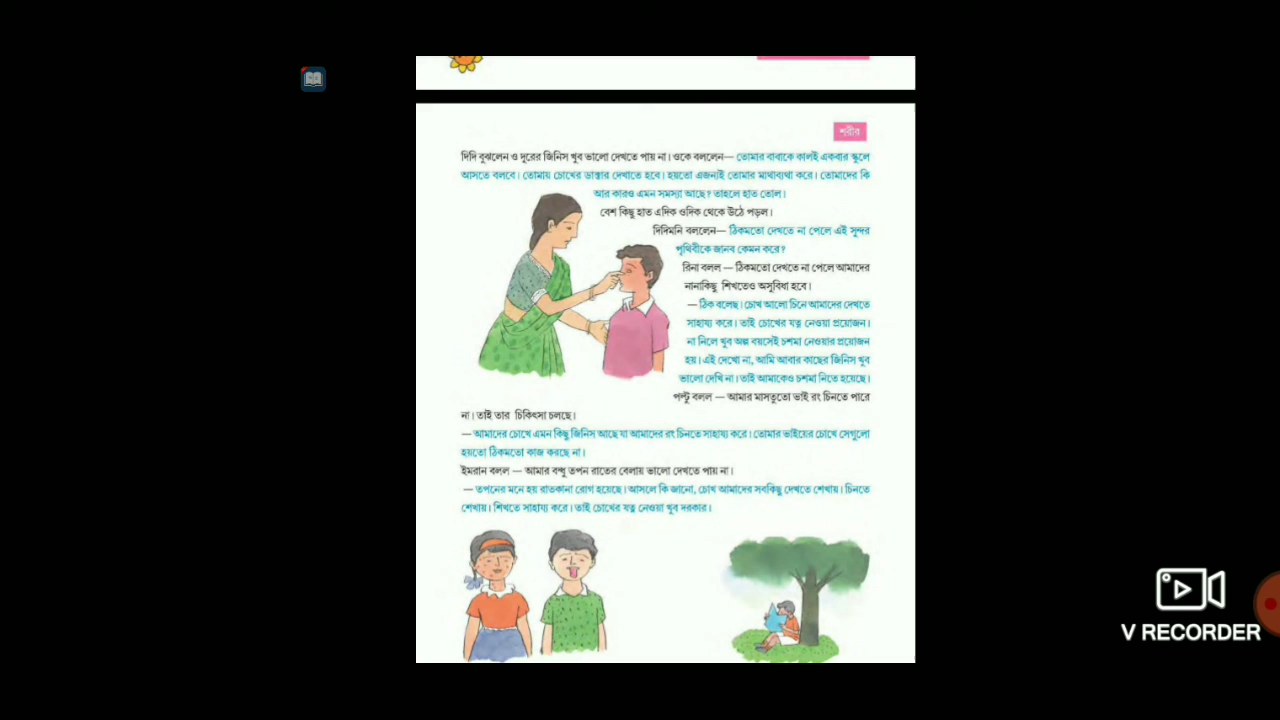 শরীর
দিদি বুঝলেন ও দূরের জিনিস খুব ভালো দেখতে পায় না। ওকে বললেন— তোমার বাবাকে কালই একবার স্কুলে
আসতে বলবে। তোমায় চোখের ডাক্তার দেখাতে হবে। হয়তো এজন্যই তোমার মাথাব্যথা করে। তোমাদের কি
আর কারও এমন সমস্যা আছে? তাহলে হাত তোল।
বেশ কিছু হাত এদিক ওদিক থেকে উঠে পড়ল।
দিদিমনি বললেন— ঠিকমতো দেখতে না পেলে এই সুন্দর
পৃথিবীকে জানব কেমন করে?
রিনা বলল — ঠিকমতো দেখতে না পেলে আমাদের
নানাকিছু শিখতেও অসুবিধা হবে।
— ঠিক বলেছ। চোখ আলো চিনে আমাদের দেখতে
সাহায্য করে। তাই চোখের যত্ন নেওয়া প্রয়োজন।
না নিলে খুব অল্প বয়সেই চশমা নেওয়ার প্রয়োজন
হয়। এই দেখো না, আমি আবার কাছের জিনিস খুব
ভালো দেখি না। তাই আমাকেও চশমা নিতে হয়েছে।
পল্টু বলল — আমার মাসতুতো ভাই রং চিনতে পারে
না। তাই তার চিকিৎসা চলছে।
— আমাদের চোখে এমন কিছু জিনিস আছে যা আমাদের রং চিনতে সাহায্য করে। তোমার ভাইয়ের চোখে সেগুলো
হয়তো ঠিকমতো কাজ করছে না।
ইমরান বলল — আমার বন্ধু তপন রাতের বেলায় ভালো দেখতে পায় না।
— তপনের মনে হয় রাতকানা রোগ হয়েছে। আসলে কি জানো, চোখ আমাদের সবকিছু দেখতে শেখায়। চিনতে
শেখায়। শিখতে সাহায্য করে। তাই চোখের যত্ন নেওয়া খুব দরকার।
V RECORDER